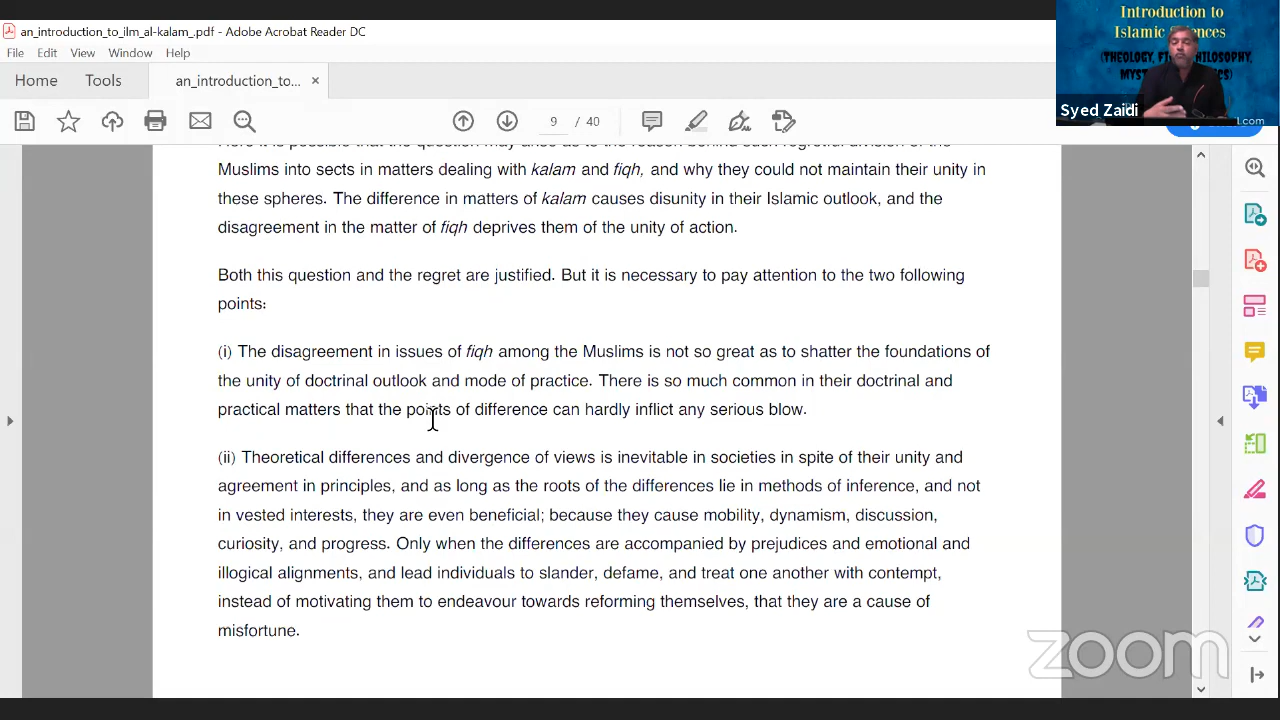 an_introduction_to_ilm_al-kalam_.pdf - Adobe Acrobat Reader DC
File Edit View Window Help
Home Tools an_introduction_to... ×
9 / 40
Introduction to
Islamic Sciences
(THEOLOGY,
Syed Zaidi
.com
Muslims into sects in matters dealing with kalam and fiqh, and why they could not maintain their unity in
these spheres. The difference in matters of kalam causes disunity in their Islamic outlook, and the
disagreement in the matter of fiqh deprives them of the unity of action.
Both this question and the regret are justified. But it is necessary to pay attention to the two following
points:
(i) The disagreement in issues of fiqh among the Muslims is not so great as to shatter the foundations of
the unity of doctrinal outlook and mode of practice. There is so much common in their doctrinal and
practical matters that the points of difference can hardly inflict any serious blow.
(ii) Theoretical differences and divergence of views is inevitable in societies in spite of their unity and
agreement in principles, and as long as the roots of the differences lie in methods of inference, and not
in vested interests, they are even beneficial; because they cause mobility, dynamism, discussion,
curiosity, and progress. Only when the differences are accompanied by prejudices and emotional and
illogical alignments, and lead individuals to slander, defame, and treat one another with contempt,
instead of motivating them to endeavour towards reforming themselves, that they are a cause of
misfortune.
zoom